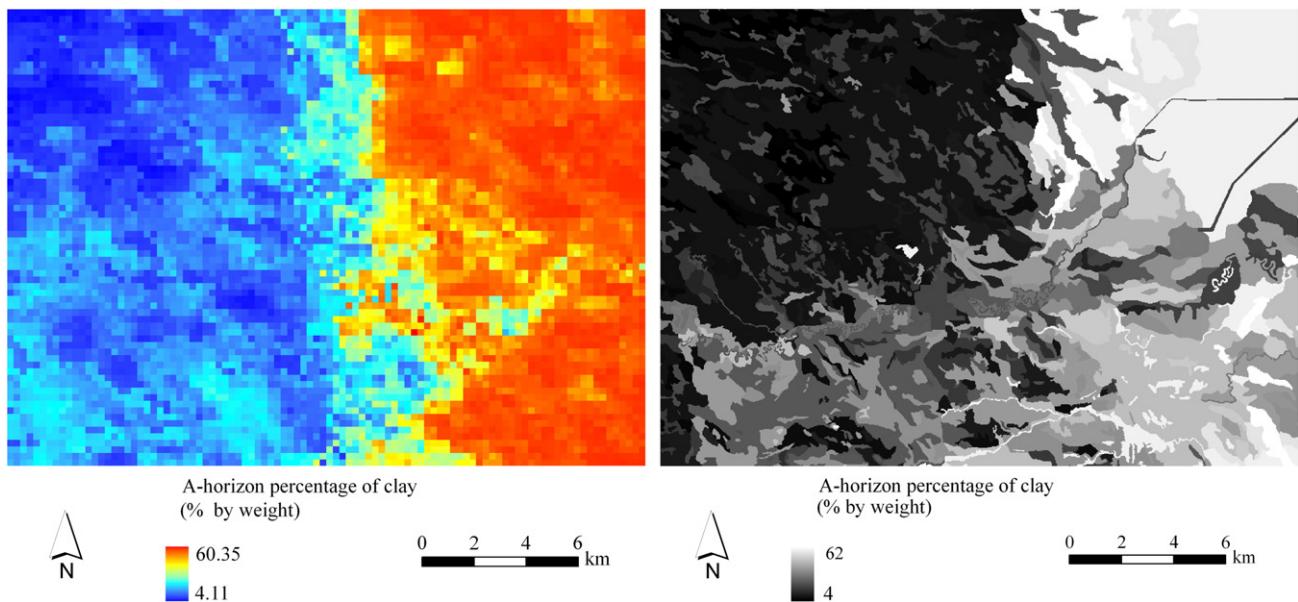 A-horizon percentage of clay
(% by weight)
N
60.35
4.11
0 2 4 6
km
A-horizon percentage of clay
(% by weight)
N
62
4
0 2 4 6
km